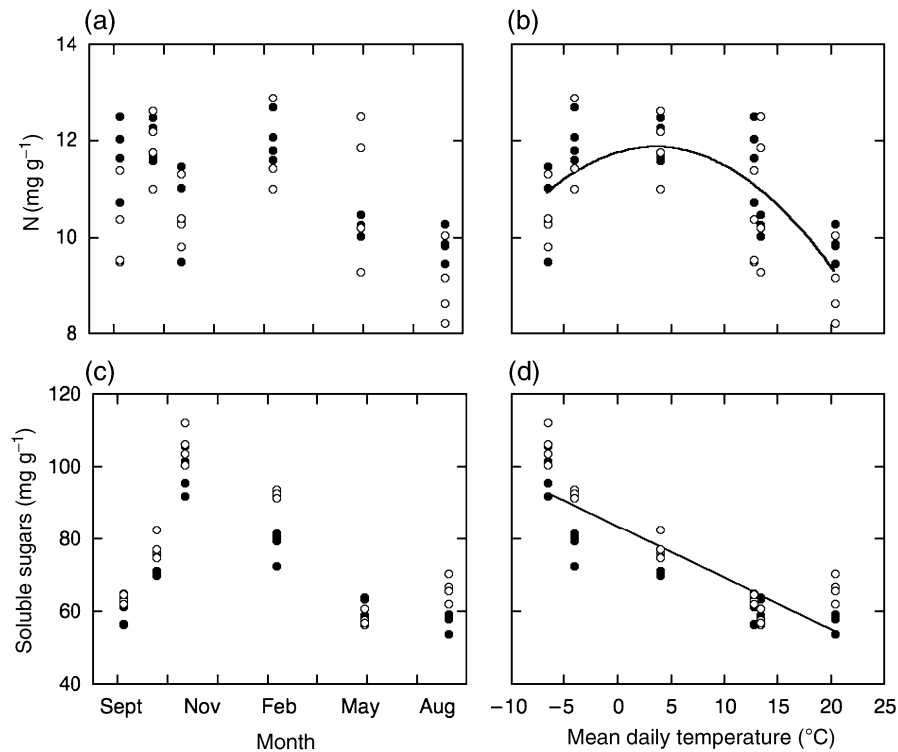 (a) (b)
14
12
10
8
N (mg g⁻¹)
(c) (d)
120
100
80
60
40
Soluble sugars (mg g⁻¹)
Sept Nov Feb May Aug
Month
−10 −5 0 5 10 15 20 25
Mean daily temperature (°C)